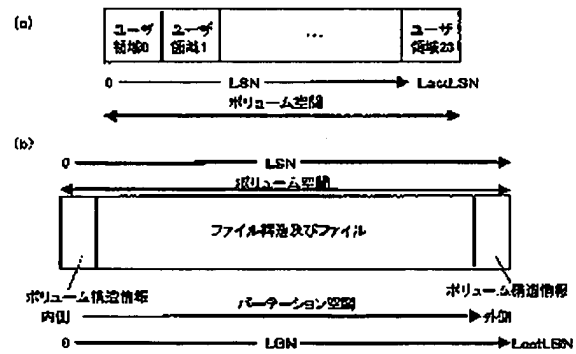 (a)
ユーザ 領域0
ユーザ 領域1
...
ユーザ 領域23
0 LSN LastLSN
ボリューム空間
(b)
0 LSN
ボリューム空間
ファイル構造及びファイル
ボリューム構造情報
ボリューム構造情報
内側 パーテーション空間 外側
0 LSN LastLSN